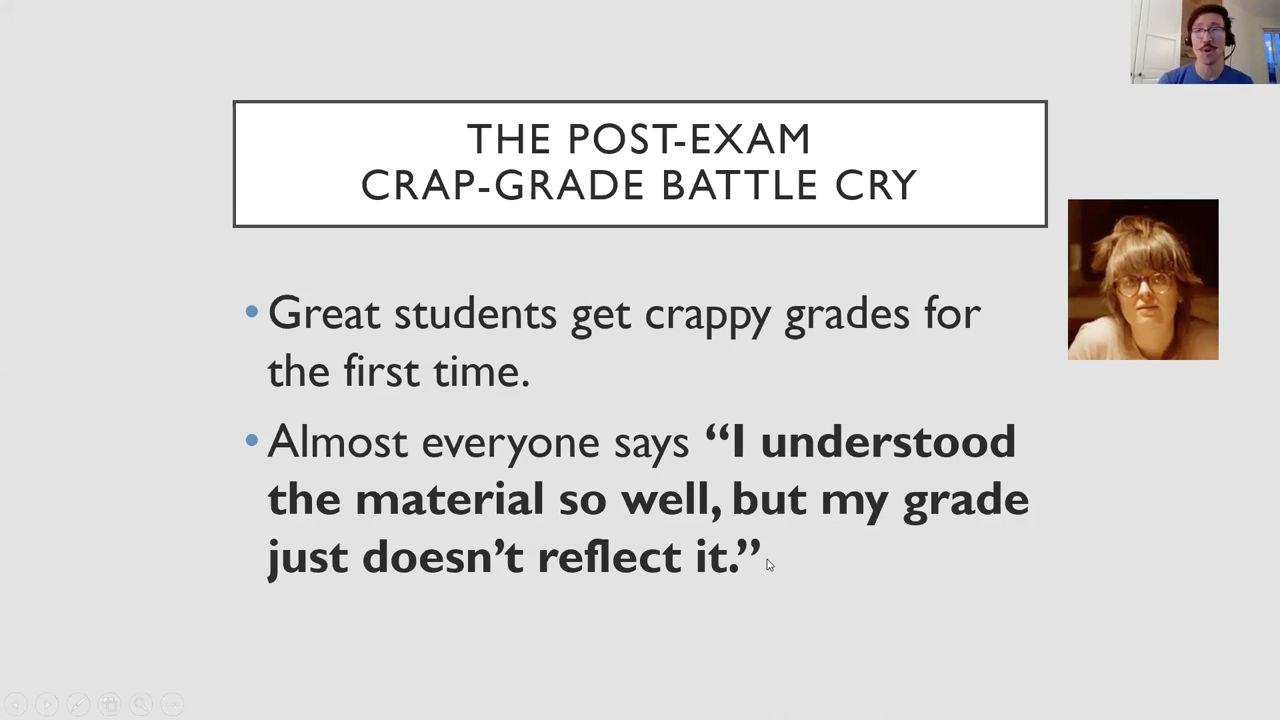 THE POST-EXAM
CRAP-GRADE BATTLE CRY
• Great students get crappy grades for
the first time.
• Almost everyone says “I understood
the material so well, but my grade
just doesn’t reflect it.”